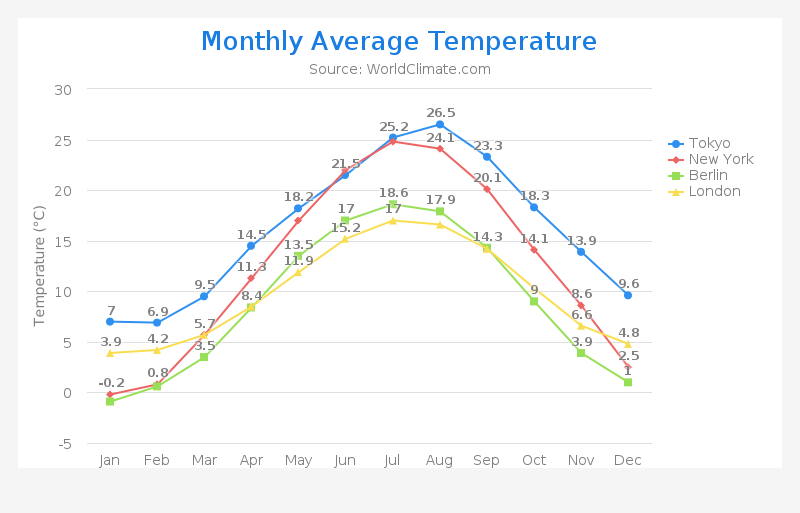 Monthly Average Temperature
Source: WorldClimate.com
Temperature (°C)
30
25
20
15
10
5
0
-5
Jan Feb Mar Apr May Jun Jul Aug Sep Oct Nov Dec
7 6.9 9.5 14.5 18.2 21.5 25.2 26.5 23.3 18.3 13.9 9.6
-0.2 0.8 5.7 11.3 24.1 20.1 14.1 8.6 2.5
3.5 8.4 13.5 17 18.6 17.9 14.3 9 3.9 1
3.9 4.2 11.9 15.2 17 6.6 4.8
Tokyo
New York
Berlin
London